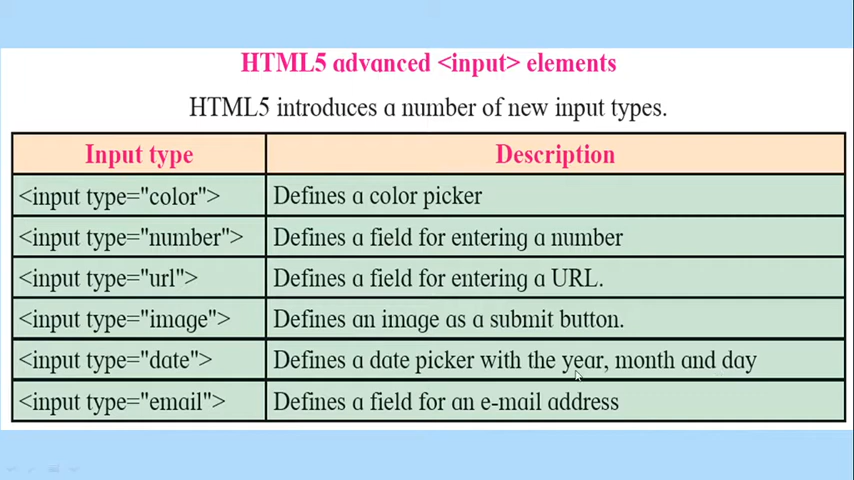 HTML5 advanced <input> elements
HTML5 introduces a number of new input types.
Input type Description
<input type="color"> Defines a color picker
<input type="number"> Defines a field for entering a number
<input type="url"> Defines a field for entering a URL.
<input type="image"> Defines an image as a submit button.
<input type="date"> Defines a date picker with the year, month and day
<input type="email"> Defines a field for an e-mail address